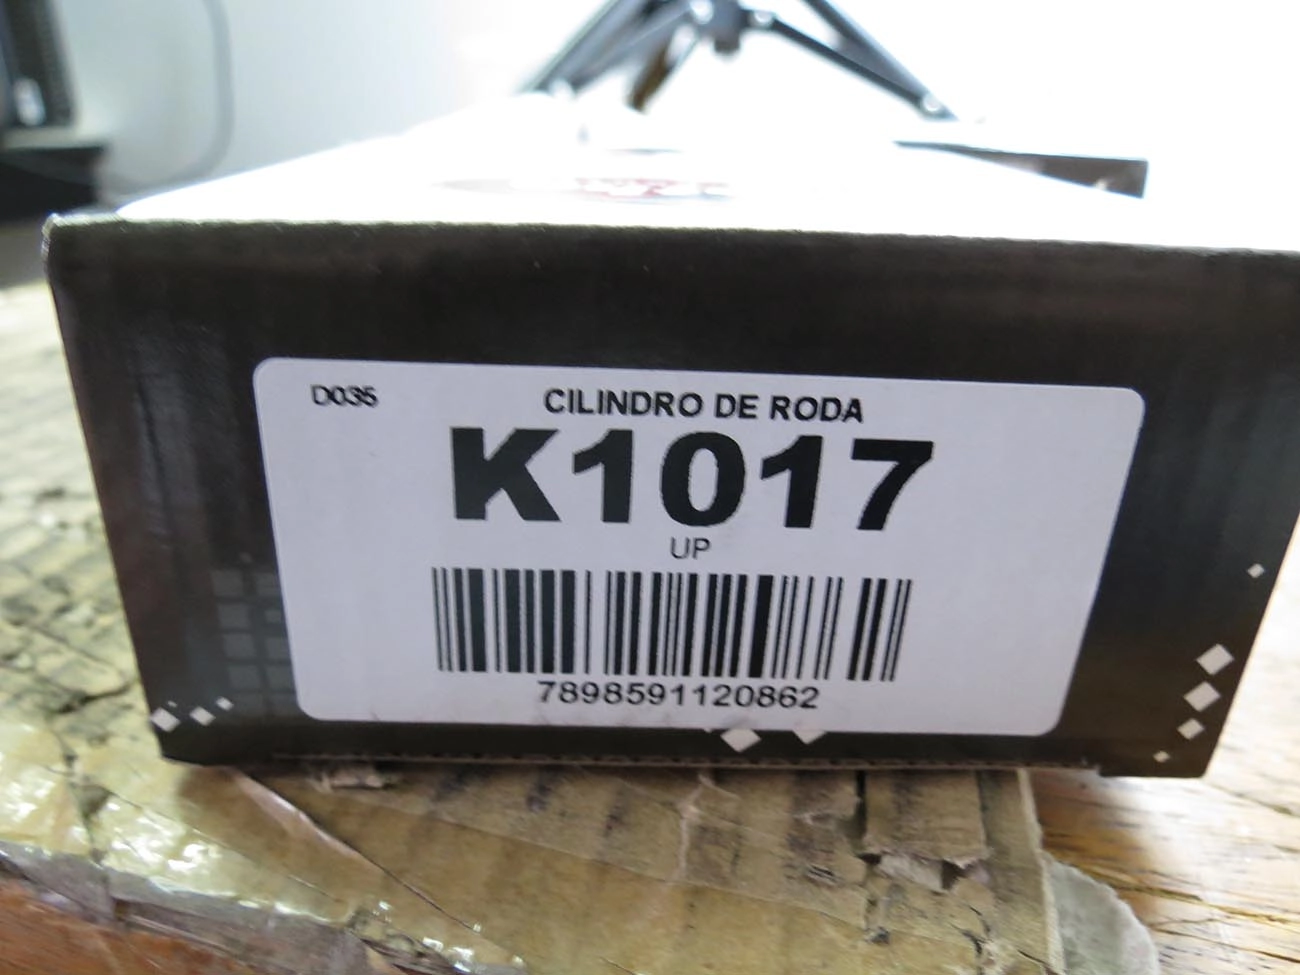 D035
CILINDRO DE RODA
K1017
UP
7898591120862